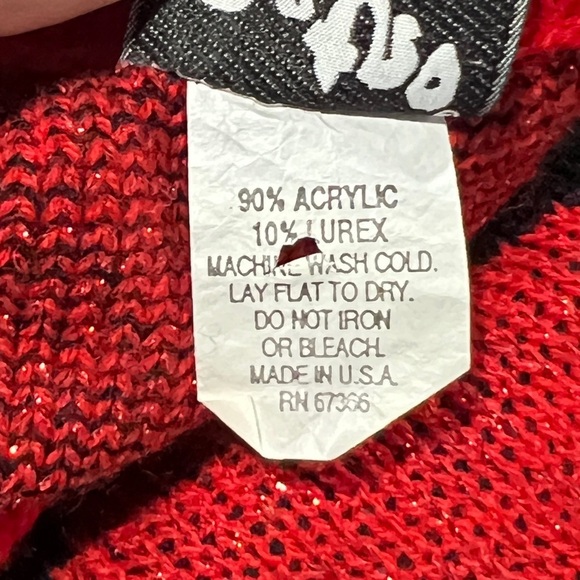 90% ACRYLIC
10% LUREX
MACHINE WASH COLD.
LAY FLAT TO DRY.
DO NOT IRON
OR BLEACH.
MADE IN U.S.A.
RN 67366